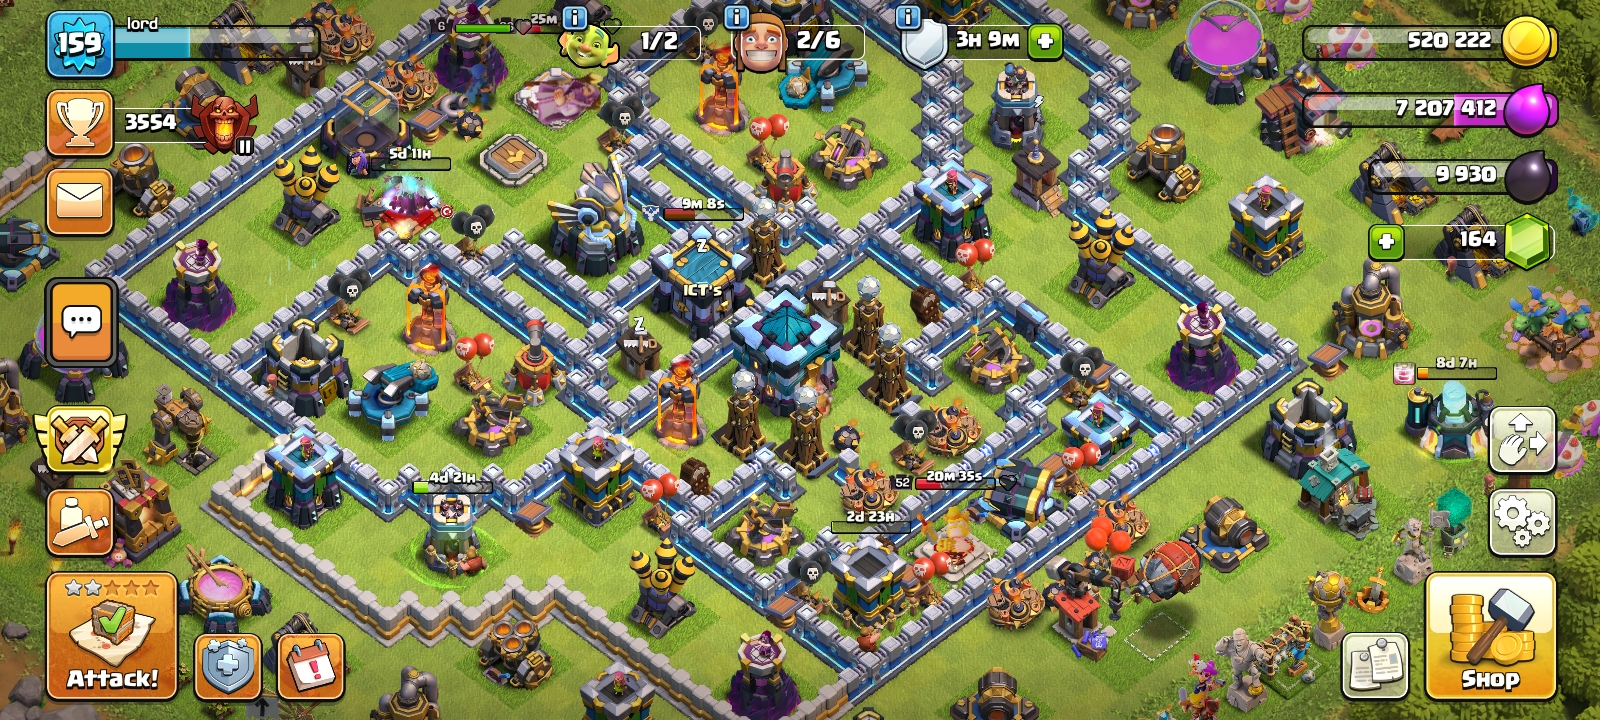 159
lord
6
25m
1/2
2/6
3H 9M
520 222
3554
7 207 412
5d 11H
9 930
9M 8s
164
Z
ICT's
Z
8d 7H
4d 21H
52
20M 35s
2d 23H
Attack!
Shop